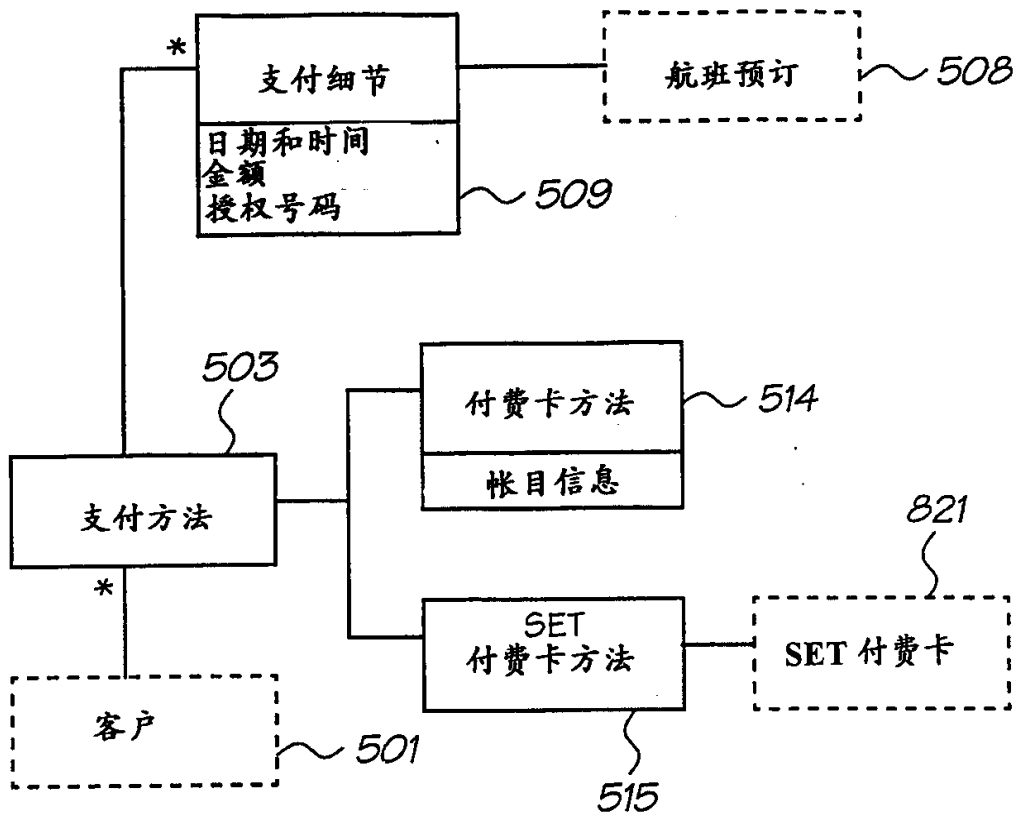 *
支付细节
航班预订
508
日期和时间
金额
授权号码
509
503
付费卡方法
514
支付方法
帐目信息
821
*
SET
付费卡方法
SET 付费卡
客户
501
515